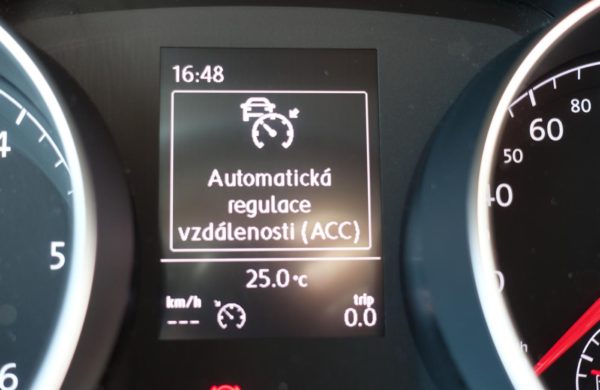 16:48
Automatická
regulace
vzdálenosti (ACC)
25.0°C
km/h
trip
---
0.0
4
5
6
40
50
60
80